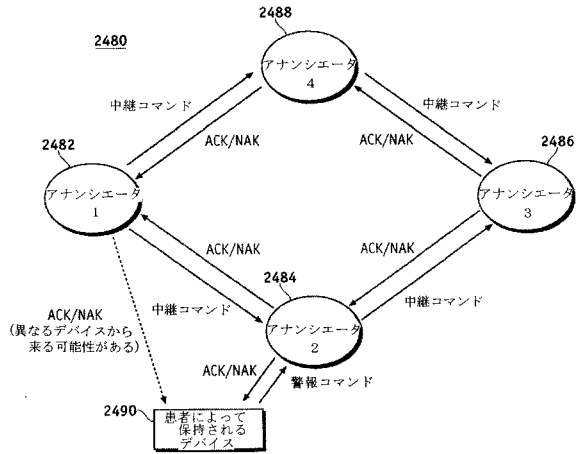 2488
2480
アナンシエータ
4
中継コマンド
中継コマンド
ACK/NAK
ACK/NAK
2482
2486
アナンシエータ
1
アナンシエータ
3
ACK/NAK
ACK/NAK
2484
中継コマンド
中継コマンド
アナンシエータ
2
ACK/NAK
(異なるデバイスから
来る可能性がある)
ACK/NAK
警報コマンド
2490
患者によって
保持される
デバイス